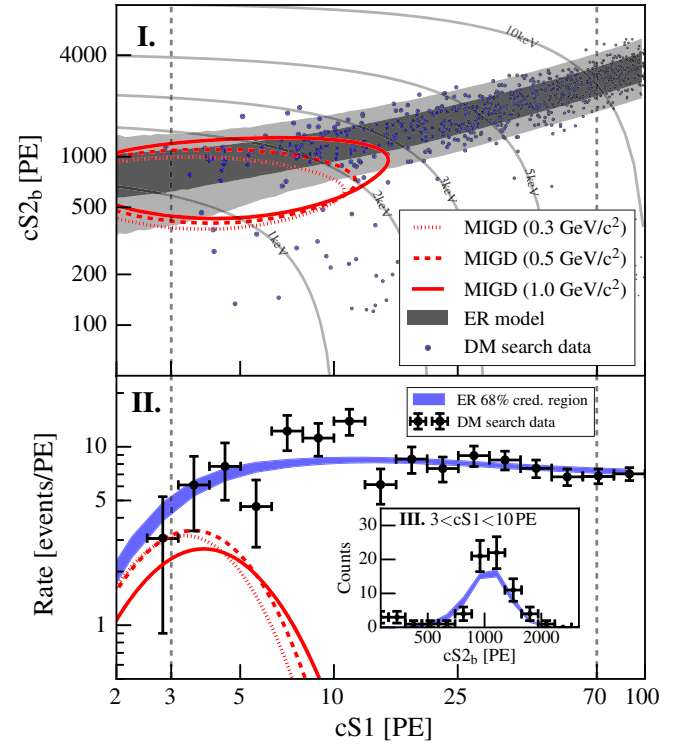 I.
4000
1000
500
200
100
cS2b [PE]
10keV
5keV
3keV
2keV
1keV
MIGD (0.3 GeV/c²)
MIGD (0.5 GeV/c²)
MIGD (1.0 GeV/c²)
ER model
DM search data
II.
ER 68% cred. region
DM search data
10
5
1
Rate [events/PE]
III. 3<cS1<10PE
30
20
10
0
Counts
500 1000 2000
cS2b [PE]
2 3 5 10 25 70 100
cS1 [PE]